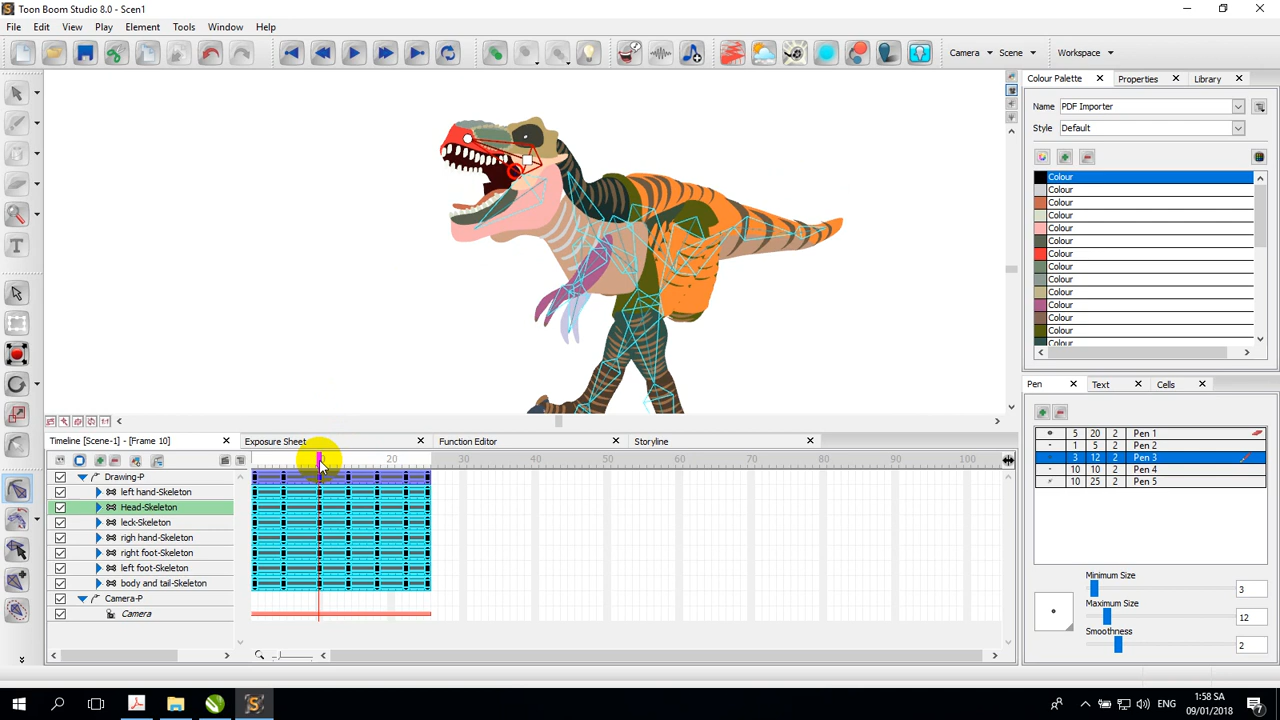 Toon Boom Studio 8.0 - Scen1
File Edit View Play Element Tools Window Help
Camera Scene Workspace
Colour Palette Properties Library
Name PDF Importer
Style Default
Colour
Colour
Colour
Colour
Colour
Colour
Colour
Colour
Colour
Colour
Colour
Colour
Colour
Colour
Pen Text Cells
5 20 2 Pen 1
1 5 2 Pen 2
3 12 2 Pen 3
10 10 2 Pen 4
10 25 2 Pen 5
Minimum Size
3
Maximum Size
12
Smoothness
2
Timeline [Scene-1] - [Frame 10] Exposure Sheet Function Editor Storyline
20 30 40 50 60 70 80 90 100
Drawing-P
left hand-Skeleton
Head-Skeleton
leck-Skeleton
righ hand-Skeleton
right foot-Skeleton
left foot-Skeleton
body and tail-Skeleton
Camera-P
Camera
ENG
1:58 SA
09/01/2018
7